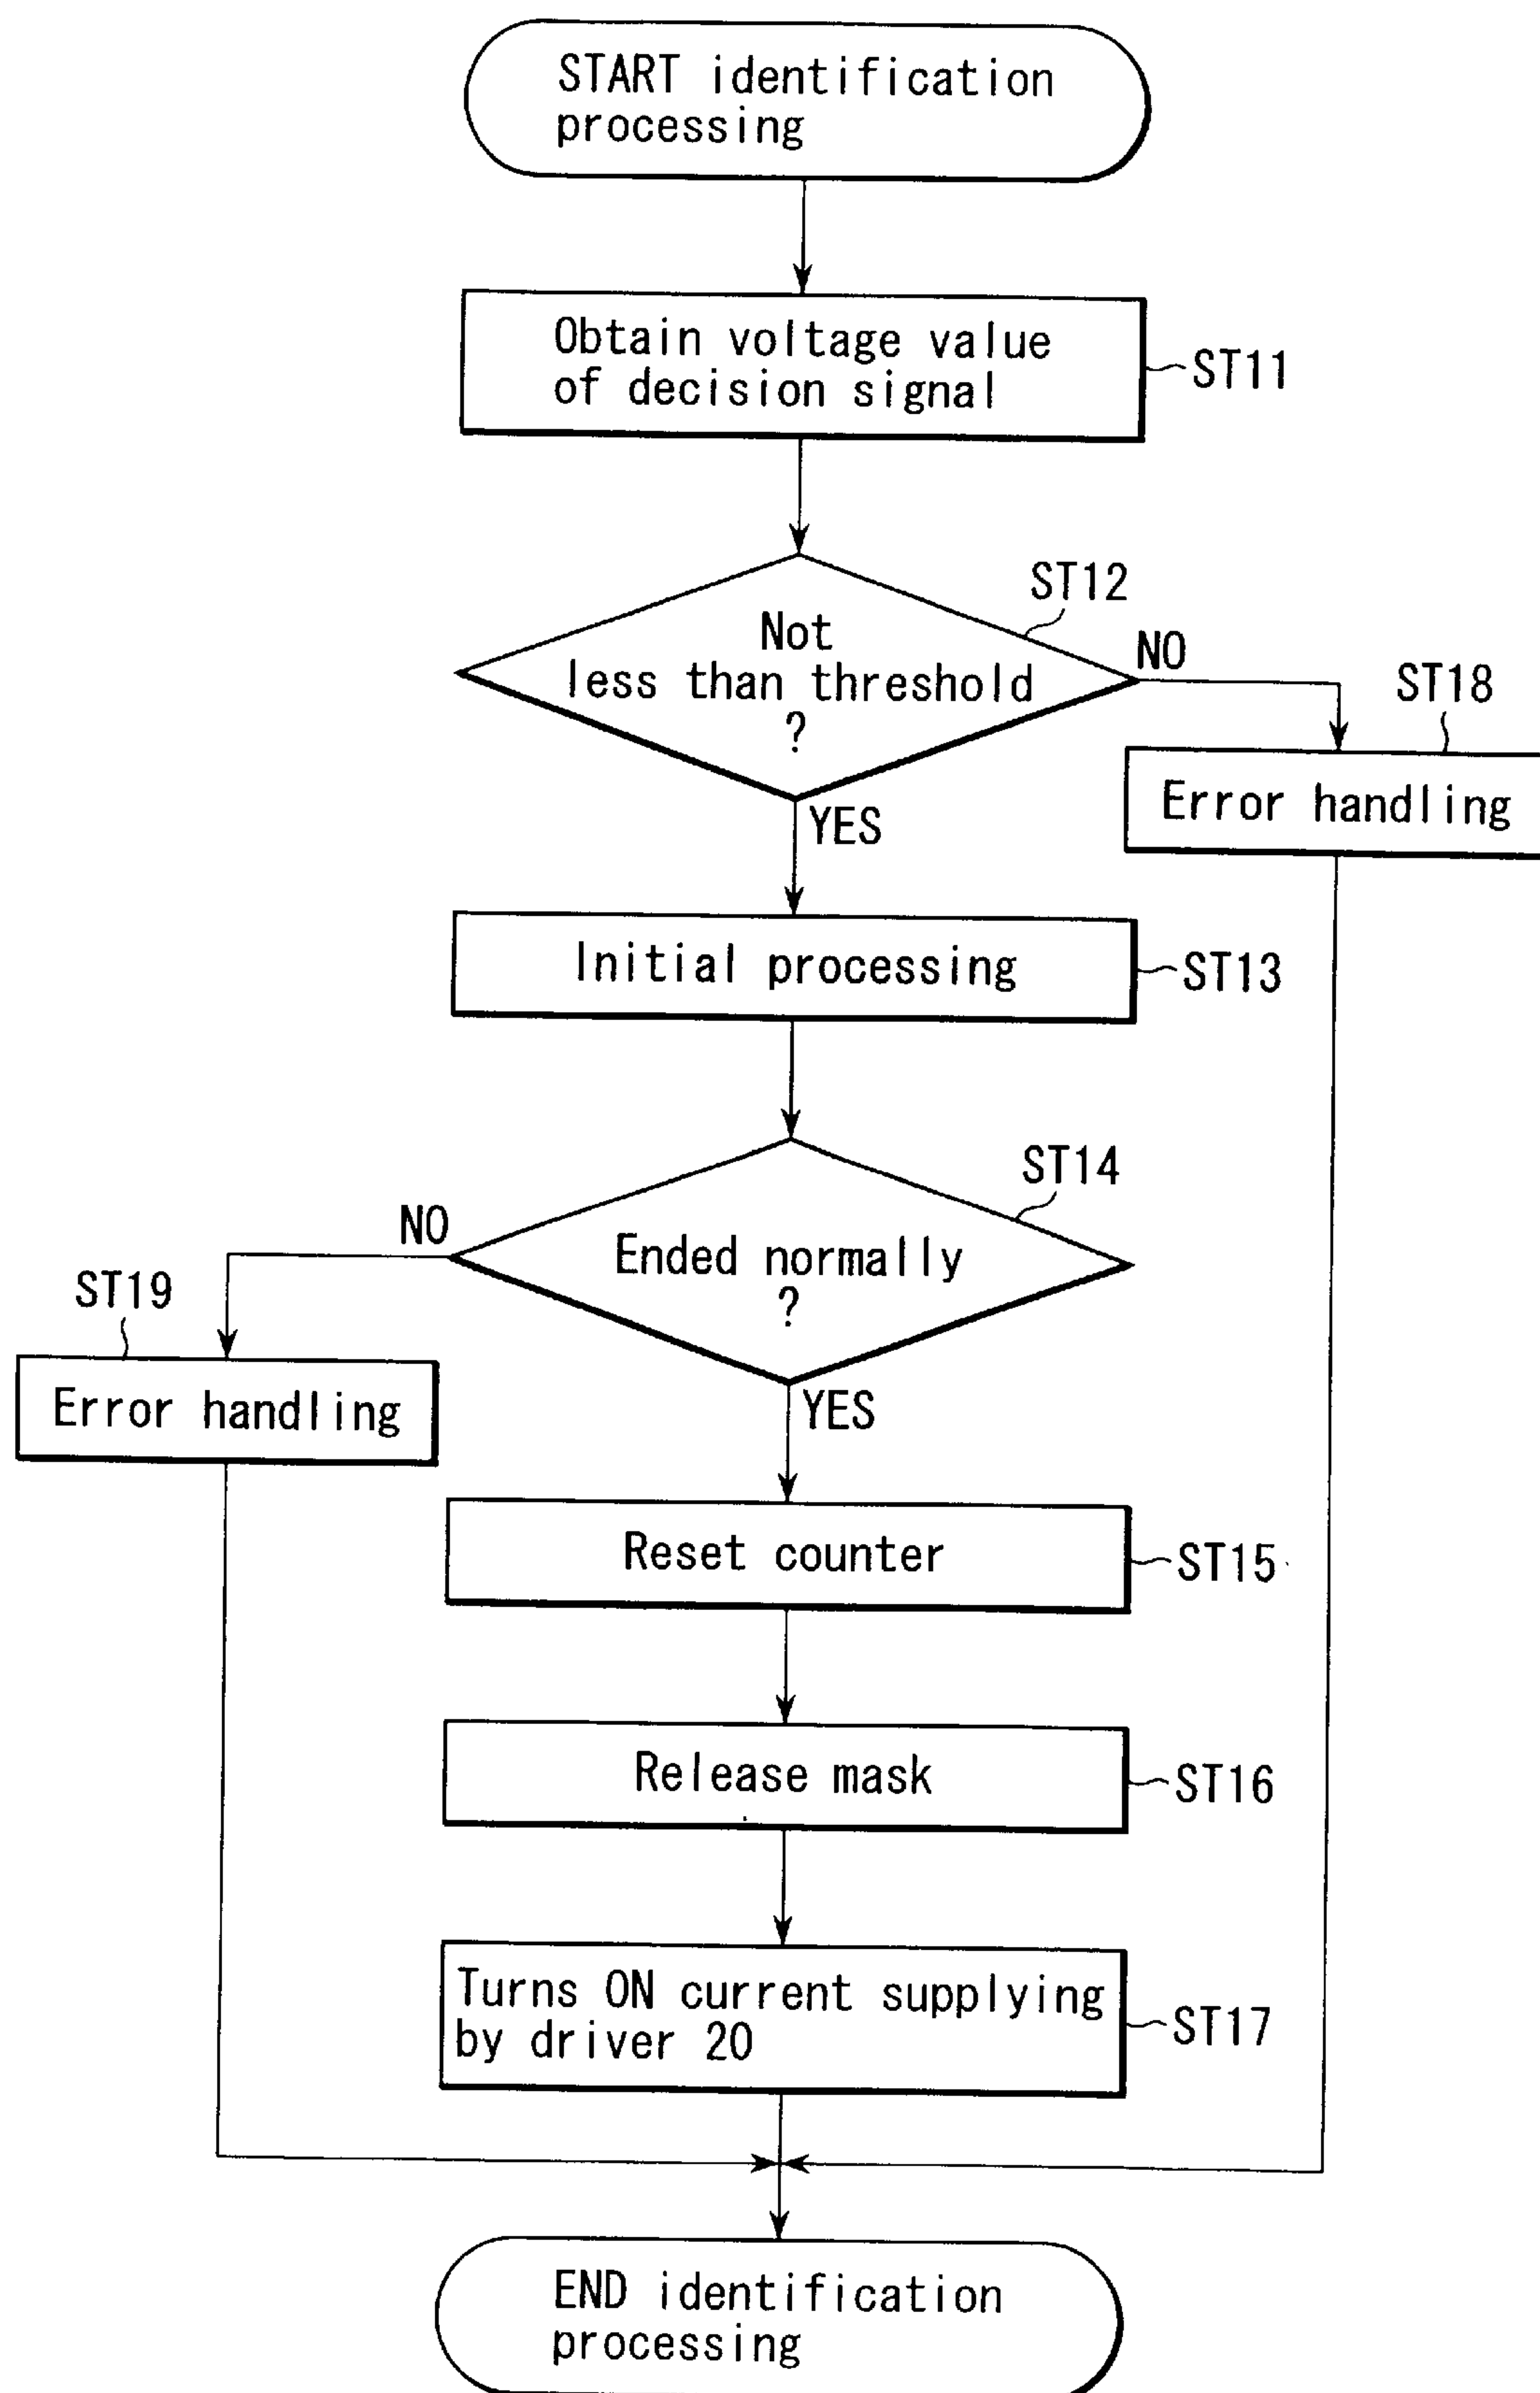 START identification
processing
Obtain voltage value
of decision signal
ST11
ST12
Not
less than threshold
?
NO
ST18
Error handling
YES
Initial processing
ST13
ST14
NO
Ended normally
?
ST19
Error handling
YES
Reset counter
ST15
Release mask
ST16
Turns ON current supplying
by driver 20
ST17
END identification
processing